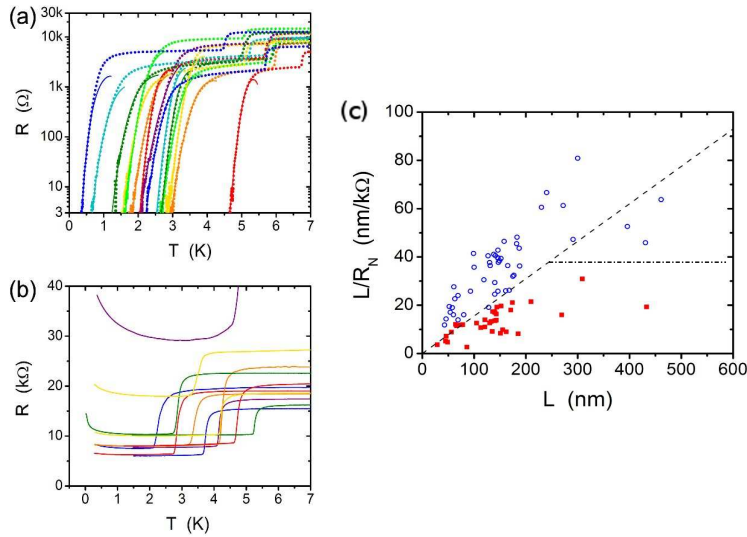 (a)
30k
10k
1k
100
10
3
R (Ω)
0 1 2 3 4 5 6 7
T (K)
(b)
40
30
20
10
0
R (kΩ)
0 1 2 3 4 5 6 7
T (K)
(c)
100
80
60
40
20
0
L/R_N (nm/kΩ)
0 100 200 300 400 500 600
L (nm)